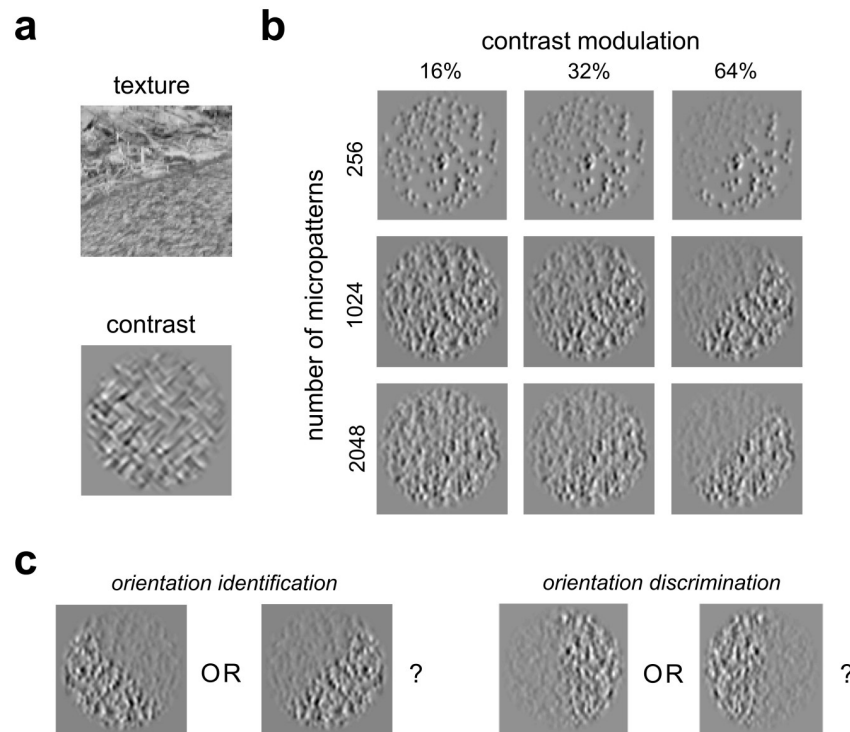 a
texture
contrast
b
contrast modulation
16% 32% 64%
number of micropatterns
256
1024
2048
c
orientation identification
OR ?
orientation discrimination
OR ?